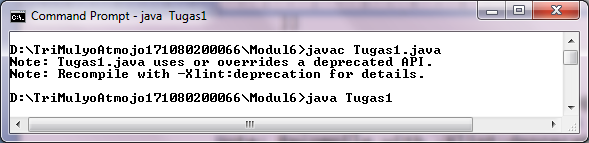 Command Prompt - java  Tugas1
D:\TriMulyoAtmojo171080200066\Modul6>javac Tugas1.java
Note: Tugas1.java uses or overrides a deprecated API.
Note: Recompile with -Xlint:deprecation for details.
D:\TriMulyoAtmojo171080200066\Modul6>java Tugas1